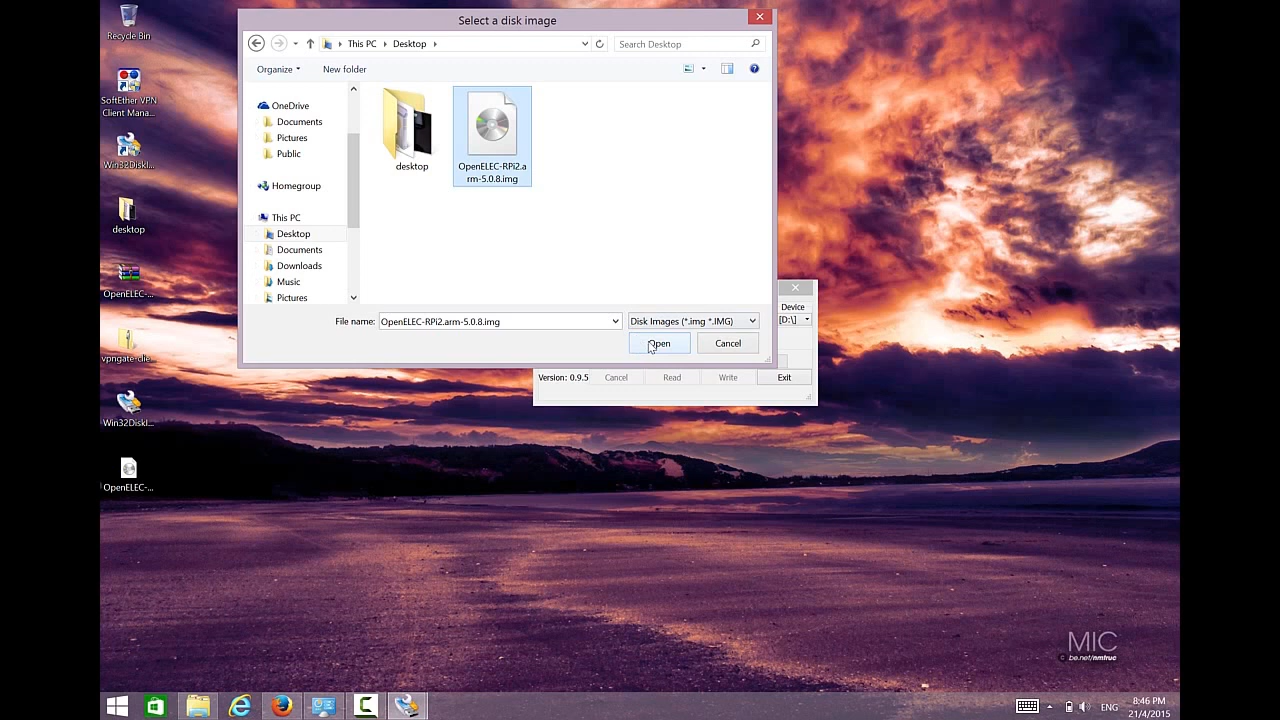 Recycle Bin
SoftEther VPN
Client Mana...
Win32DiskI...
desktop
OpenELEC-...
vpngate-clie...
Win32DiskI...
OpenELEC-...
Select a disk image
This PC
Desktop
Search Desktop
Organize
New folder
OneDrive
Documents
Pictures
Public
Homegroup
This PC
Desktop
Documents
Downloads
Music
Pictures
desktop
OpenELEC-RPi2.a
rm-5.0.8.img
File name:
OpenELEC-RPi2.arm-5.0.8.img
Disk Images (*.img *.IMG)
Open
Cancel
Device
[D:\]
Version: 0.9.5
Cancel
Read
Write
Exit
MIC
© be.net/nmtruc
ENG
8:46 PM
21/4/2015